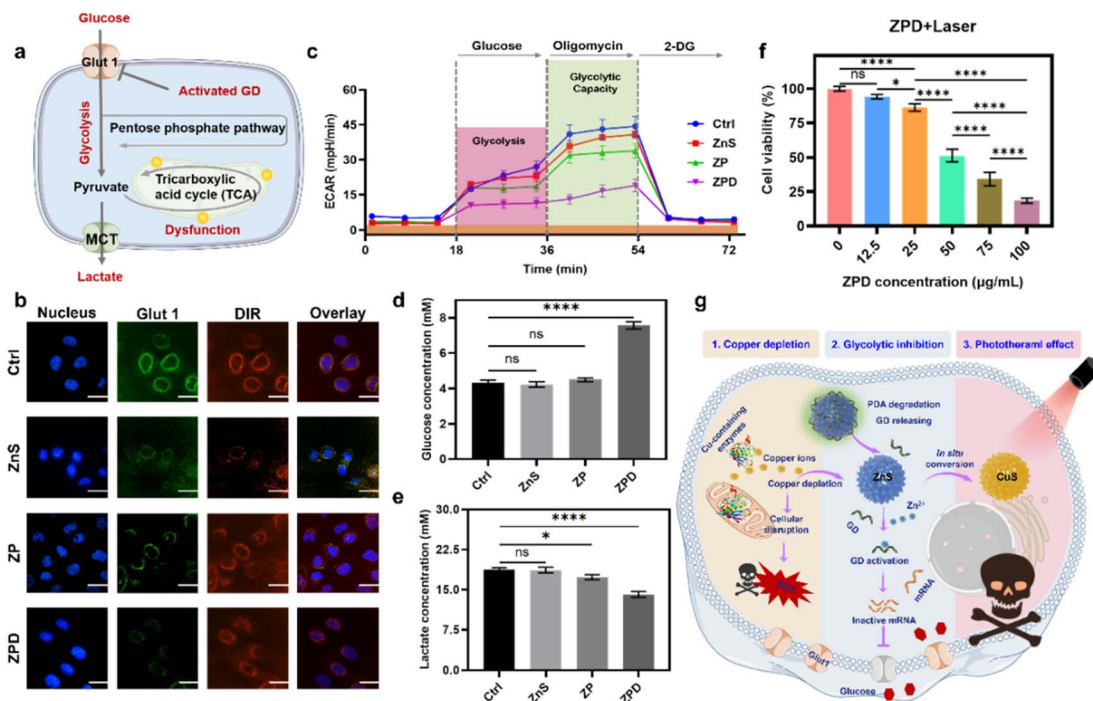 a
Glucose
Glut 1
Activated GD
Glycolysis
Pentose phosphate pathway
Pyruvate
Tricarboxylic
acid cycle (TCA)
Dysfunction
MCT
Lactate
b
Nucleus
Glut 1
DIR
Overlay
Ctrl
ZnS
ZP
ZPD
c
Glucose
Oligomycin
2-DG
Glycolytic
Capacity
Glycolysis
Ctrl
ZnS
ZP
ZPD
ECAR (mpH/min)
60
45
30
15
0
0
18
36
54
72
Time (min)
d
Glucose concentration (mM)
8
6
4
2
0
****
ns
ns
Ctrl
ZnS
ZP
ZPD
e
Lactate concentration (mM)
30.0
22.5
15.0
7.5
0.0
****
*
ns
Ctrl
ZnS
ZP
ZPD
f
ZPD+Laser
Cell viability (%)
100
75
50
25
0
****
ns
*
****
****
****
****
****
0
12.5
25
50
75
100
ZPD concentration (µg/mL)
g
1. Copper depletion
2. Glycolytic inhibition
3. Phototheraml effect
Cu-containing
enzymes
Copper ions
Copper depletion
Cellular
disruption
PDA degradation
GD releasing
ZnS
In situ
conversion
CuS
GD
Zn2+
GD activation
mRNA
Inactive mRNA
Glut1
Glucose